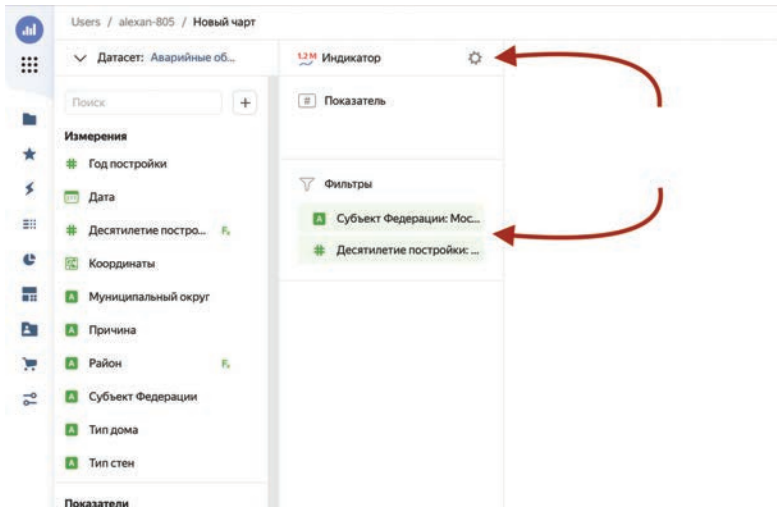 Users / alexan-805 / Новый чарт
Датасет: Аварийные об...
Поиск
+
Измерения
Год постройки
Дата
Десятилетие постро...
Координаты
A Муниципальный округ
A Причина
A Район
A Субъект Федерации
A Тип дома
A Тип стен
Показатели
1.2M Индикатор
# Показатель
Фильтры
A Субъект Федерации: Мос...
# Десятилетие постройки: ...